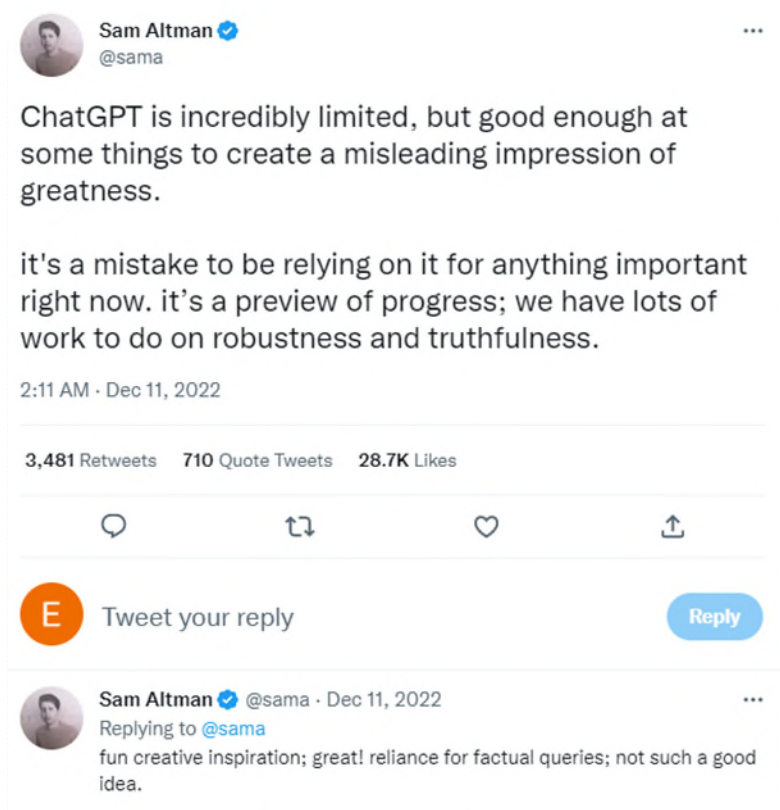 Sam Altman
@sama
ChatGPT is incredibly limited, but good enough at
some things to create a misleading impression of
greatness.
it's a mistake to be relying on it for anything important
right now. it’s a preview of progress; we have lots of
work to do on robustness and truthfulness.
2:11 AM · Dec 11, 2022
3,481 Retweets 710 Quote Tweets 28.7K Likes
E Tweet your reply Reply
Sam Altman @sama · Dec 11, 2022
Replying to @sama
fun creative inspiration; great! reliance for factual queries; not such a good
idea.